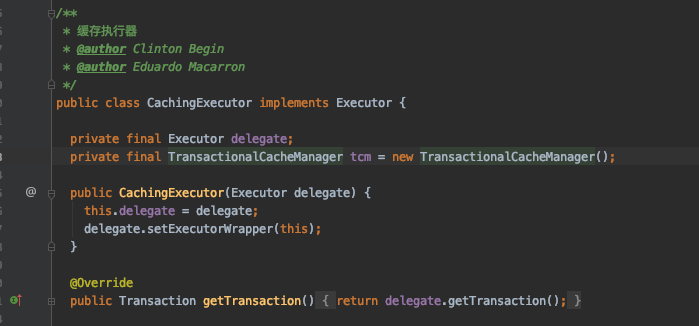 /**
 * 缓存执行器
 * @author Clinton Begin
 * @author Eduardo Macarron
 */
public class CachingExecutor implements Executor {
private final Executor delegate;
private final TransactionalCacheManager tcm = new TransactionalCacheManager();
@ public CachingExecutor(Executor delegate) {
this.delegate = delegate;
delegate.setExecutorWrapper(this);
}
@Override
public Transaction getTransaction() { return delegate.getTransaction(); }